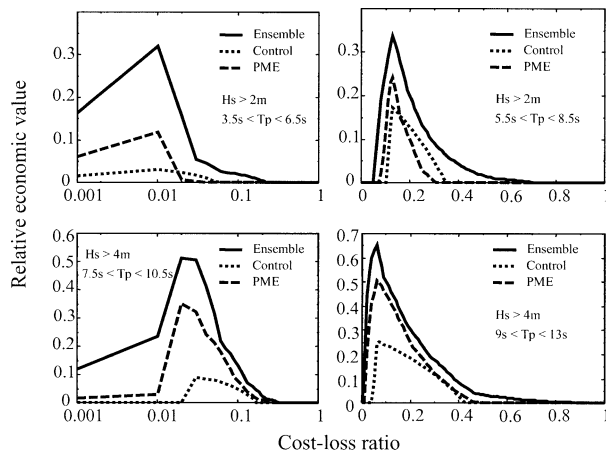 Relative economic value
0.3
0.2
0.1
0
0.001
0.01
0.1
1
Ensemble
Control
PME
Hs > 2m
3.5s < Tp < 6.5s
0.3
0.2
0.1
0
0
0.2
0.4
0.6
0.8
1
Ensemble
Control
PME
Hs > 2m
5.5s < Tp < 8.5s
0.6
0.5
0.4
0.3
0.2
0.1
0
0.001
0.01
0.1
1
Ensemble
Control
PME
Hs > 4m
7.5s < Tp < 10.5s
0.7
0.6
0.5
0.4
0.3
0.2
0.1
0
0
0.2
0.4
0.6
0.8
1
Ensemble
Control
PME
Hs > 4m
9s < Tp < 13s
Cost-loss ratio